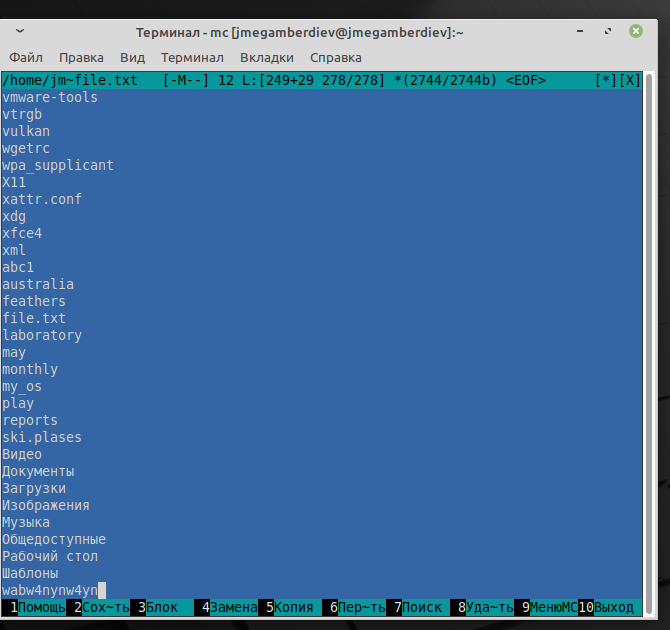 Терминал - mc [jmegamberdiev@jmegamberdiev]:~
Файл Правка Вид Терминал Вкладки Справка
/home/jm~file.txt [-M--] 12 L:[249+29 278/278] *(2744/2744b) <EOF> [*][X]
vmware-tools
vtrgb
vulkan
wgetrc
wpa_supplicant
X11
xattr.conf
xdg
xfce4
xml
abc1
australia
feathers
file.txt
laboratory
may
monthly
my_os
play
reports
ski.plases
Видео
Документы
Загрузки
Изображения
Музыка
Общедоступные
Рабочий стол
Шаблоны
wabw4nynw4yn
1Помощь 2Сох~ть 3Блок 4Замена 5Копия 6Пер~ть 7Поиск 8Уда~ть 9МенюMC 10Выход